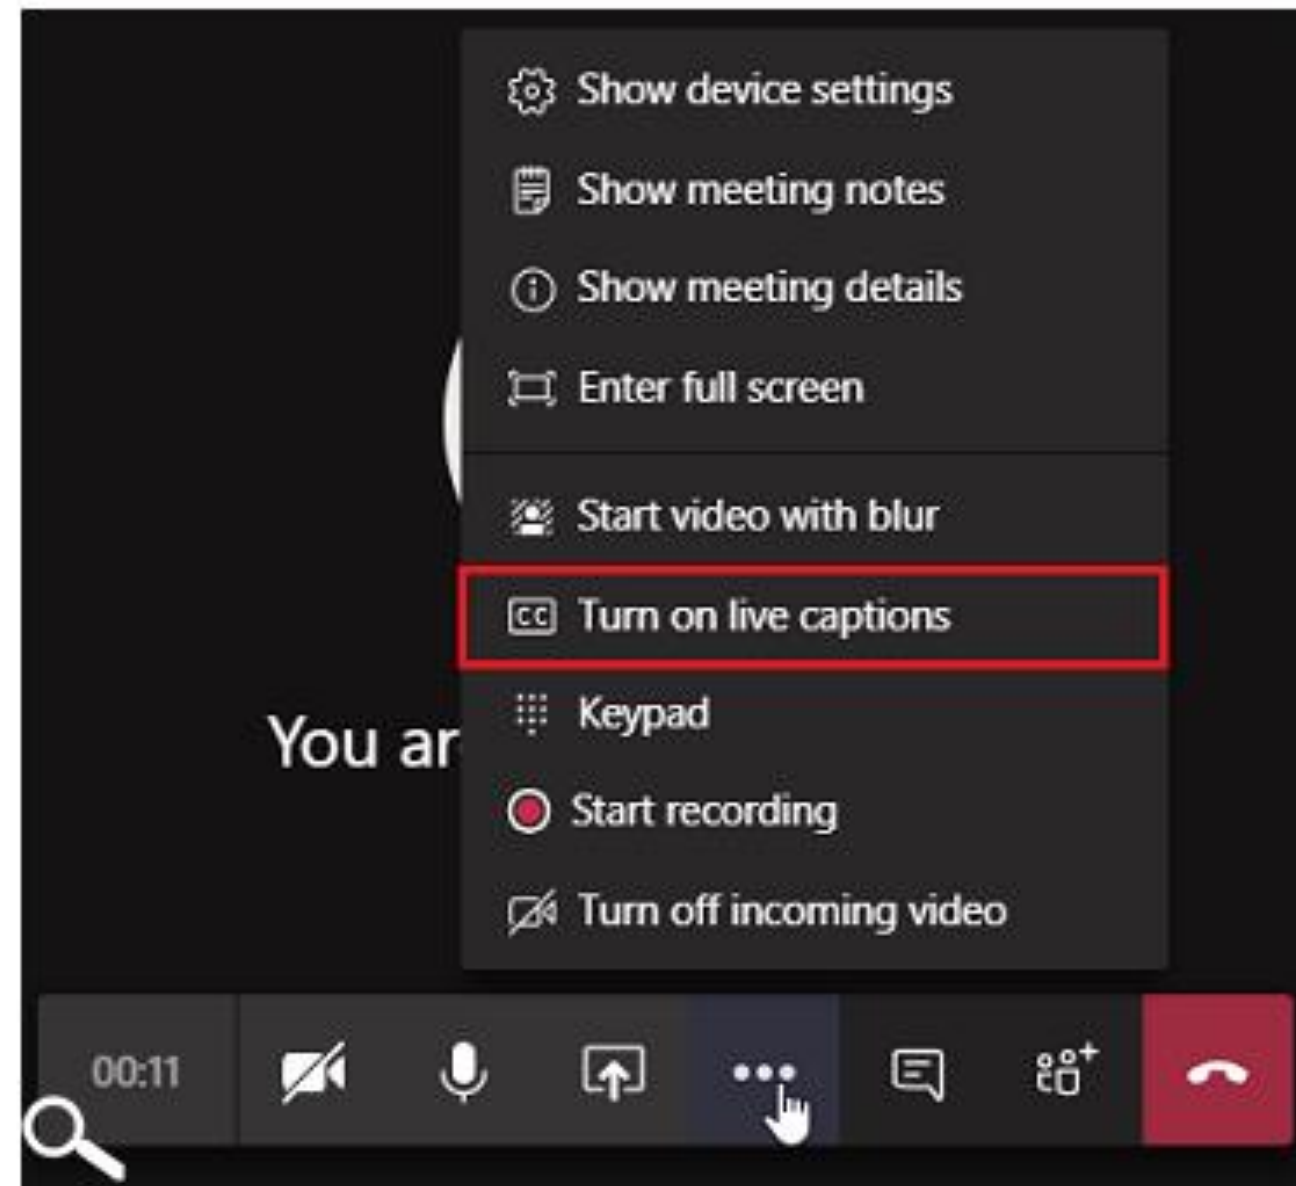 Show device settings
Show meeting notes
Show meeting details
Enter full screen
Start video with blur
CC Turn on live captions
Keypad
You ar
Start recording
Turn off incoming video
00:11